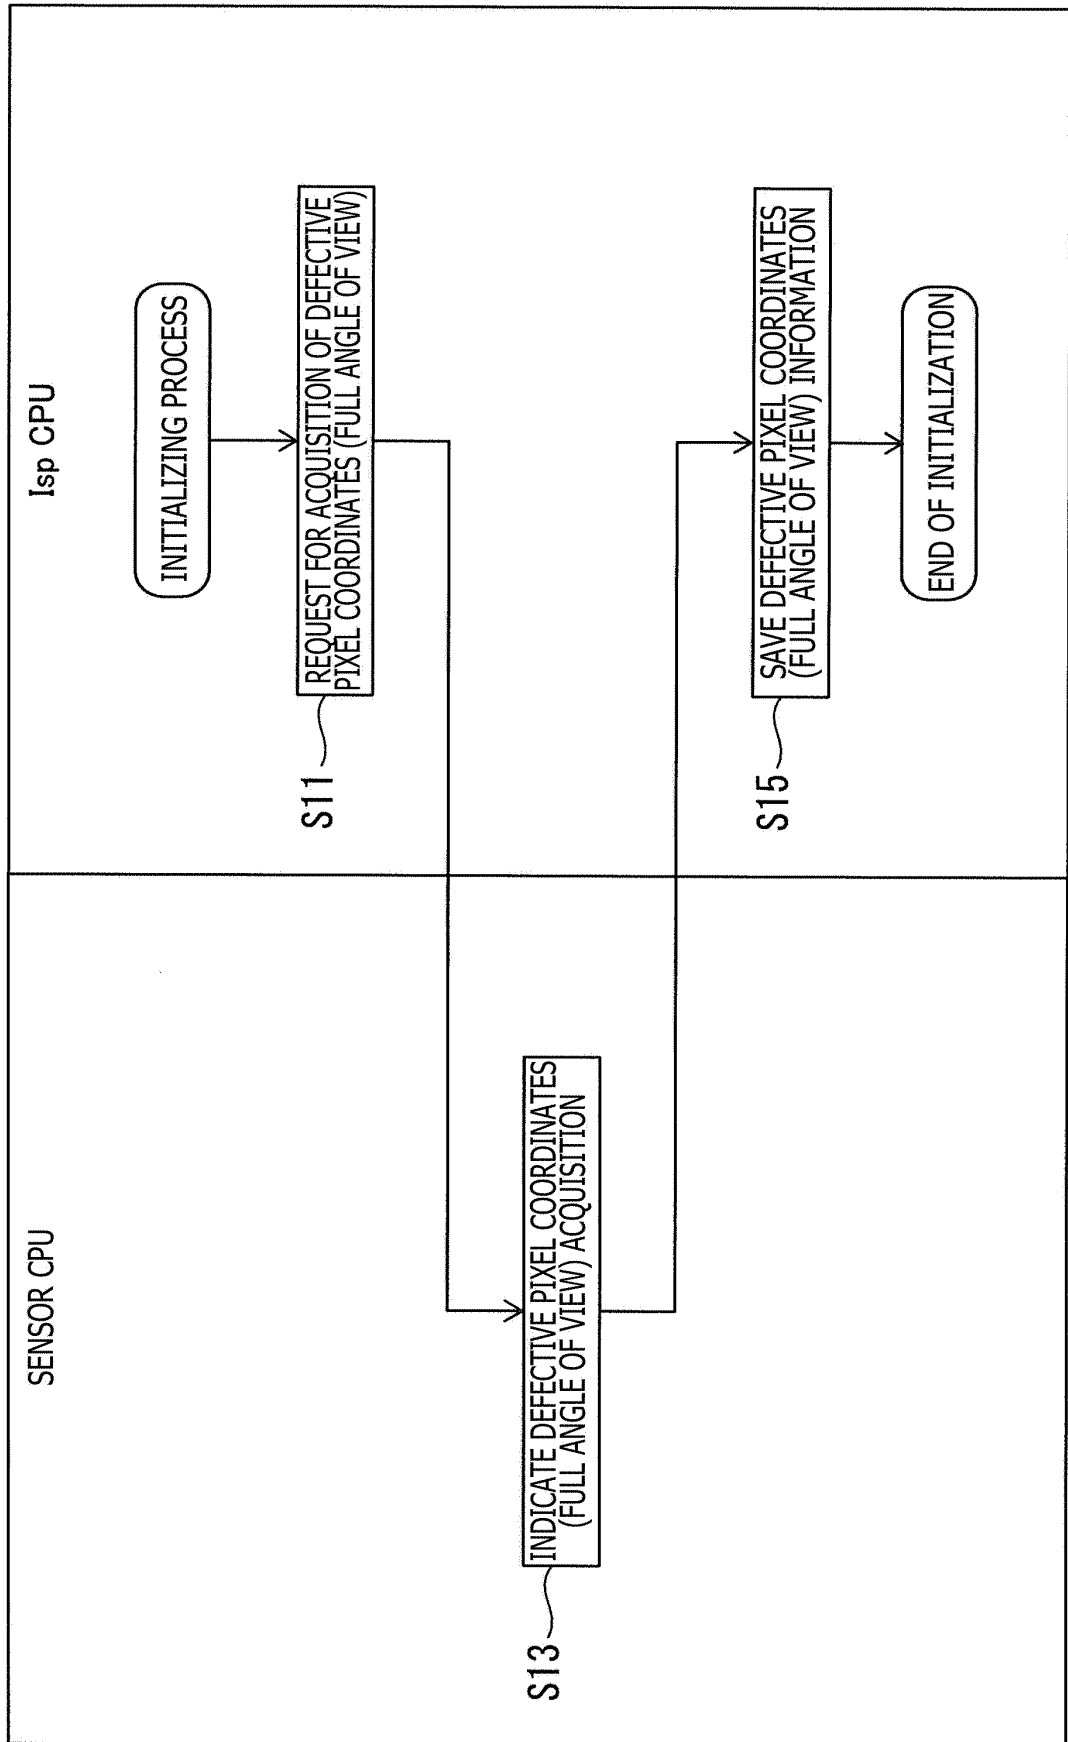 SENSOR CPU
Isp CPU
INITIALIZING PROCESS
REQUEST FOR ACQUISITION OF DEFECTIVE
PIXEL COORDINATES (FULL ANGLE OF VIEW)
S11
INDICATE DEFECTIVE PIXEL COORDINATES
(FULL ANGLE OF VIEW) ACQUISITION
S13
SAVE DEFECTIVE PIXEL COORDINATES
(FULL ANGLE OF VIEW) INFORMATION
S15
END OF INITIALIZATION